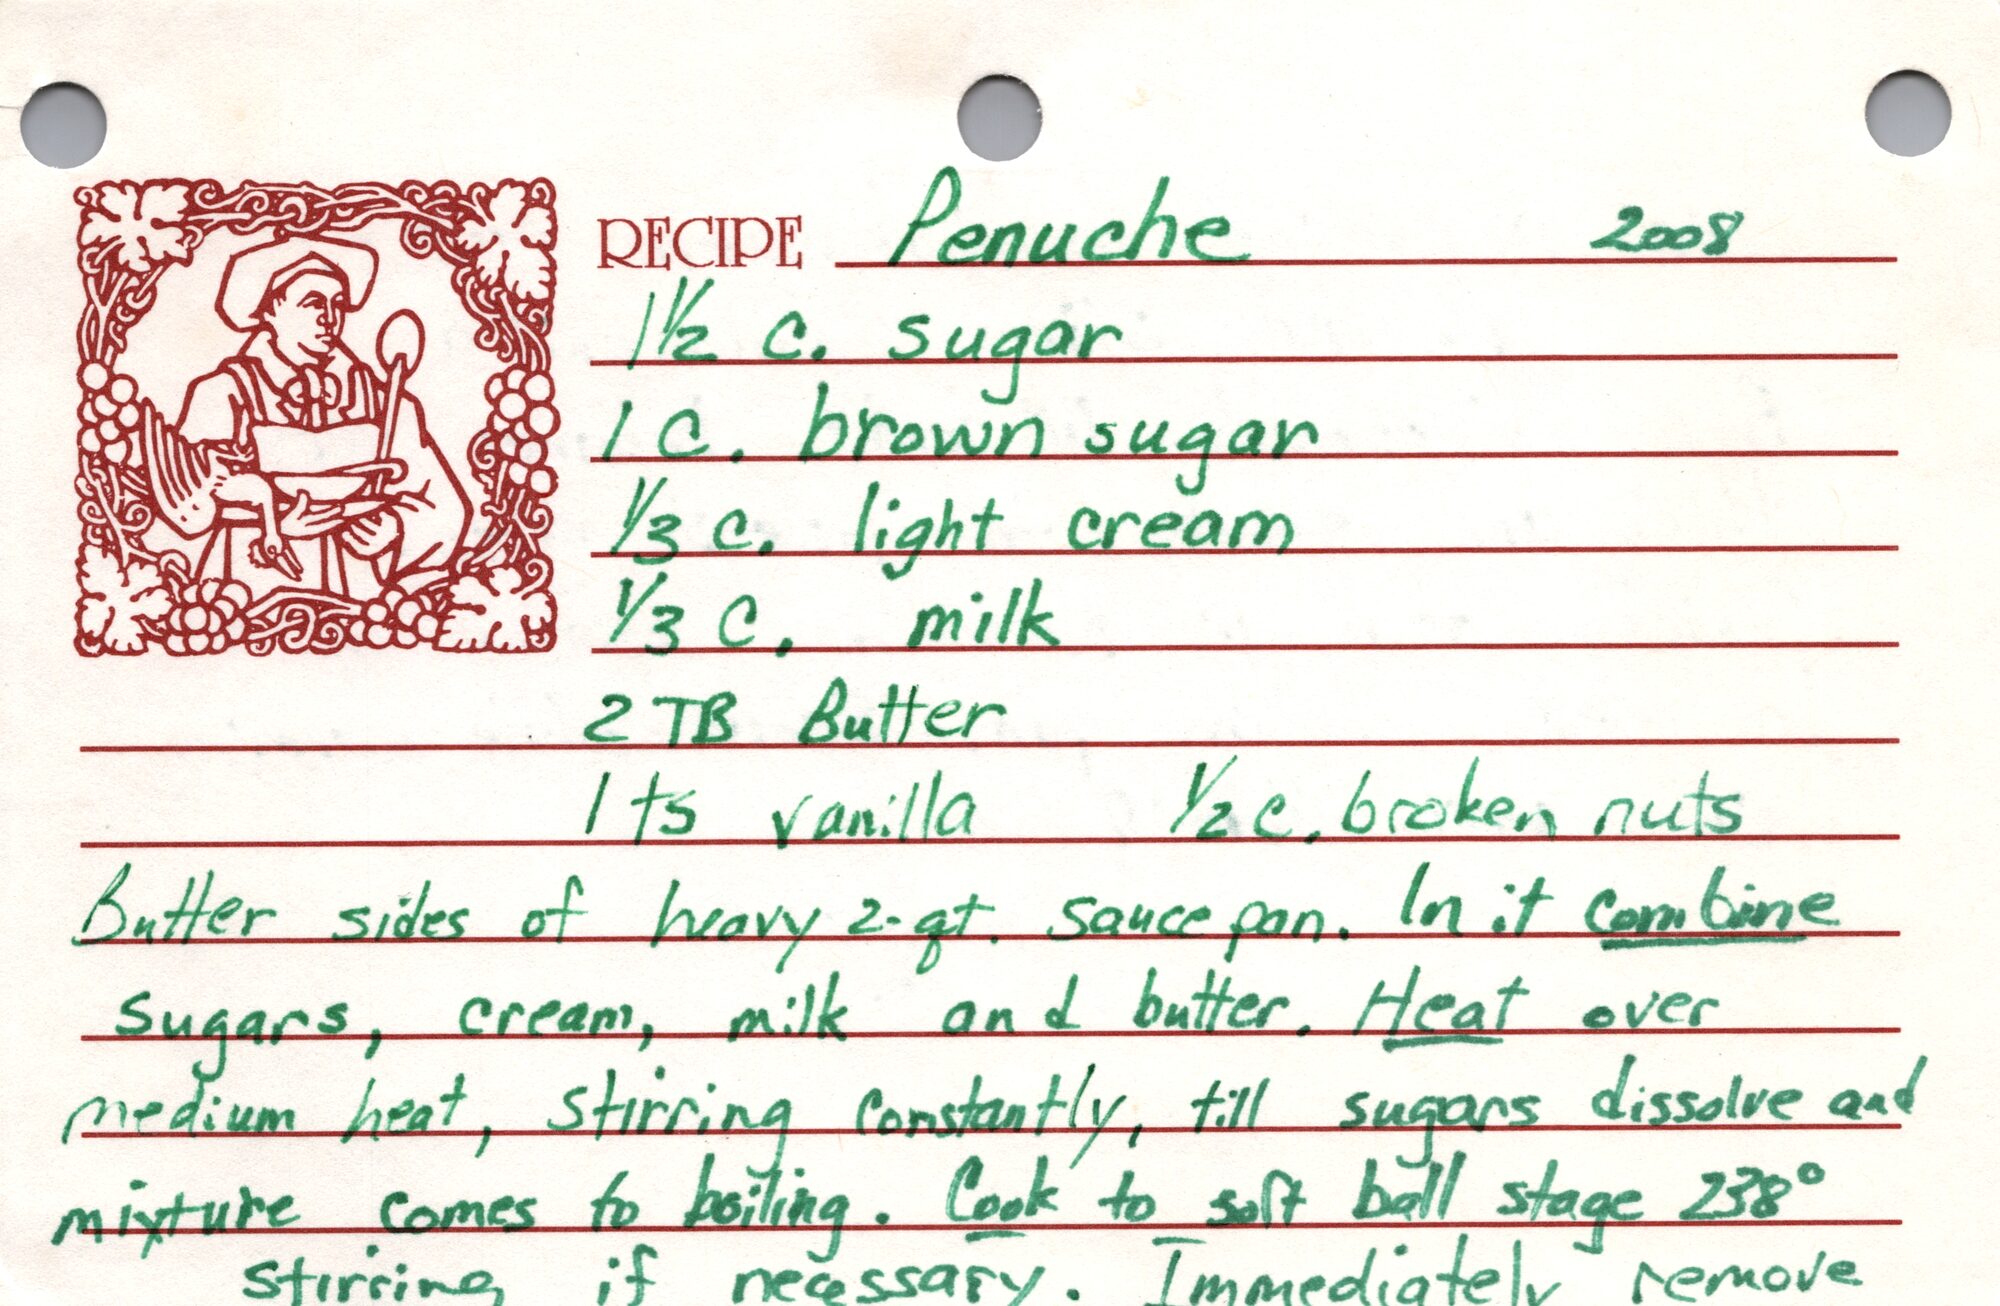 RECIPE Penuche 2008
1 1/2 c. sugar
1 c. brown sugar
1/3 c. light cream
1/3 c. milk
2 TB Butter
1 ts vanilla 1/2 c. broken nuts
Butter sides of heavy 2-qt. saucepan. In it combine
sugars, cream, milk and butter. Heat over
medium heat, stirring constantly, till sugars dissolve and
mixture comes to boiling. Cook to soft ball stage 238°
stirring if necessary. Immediately remove